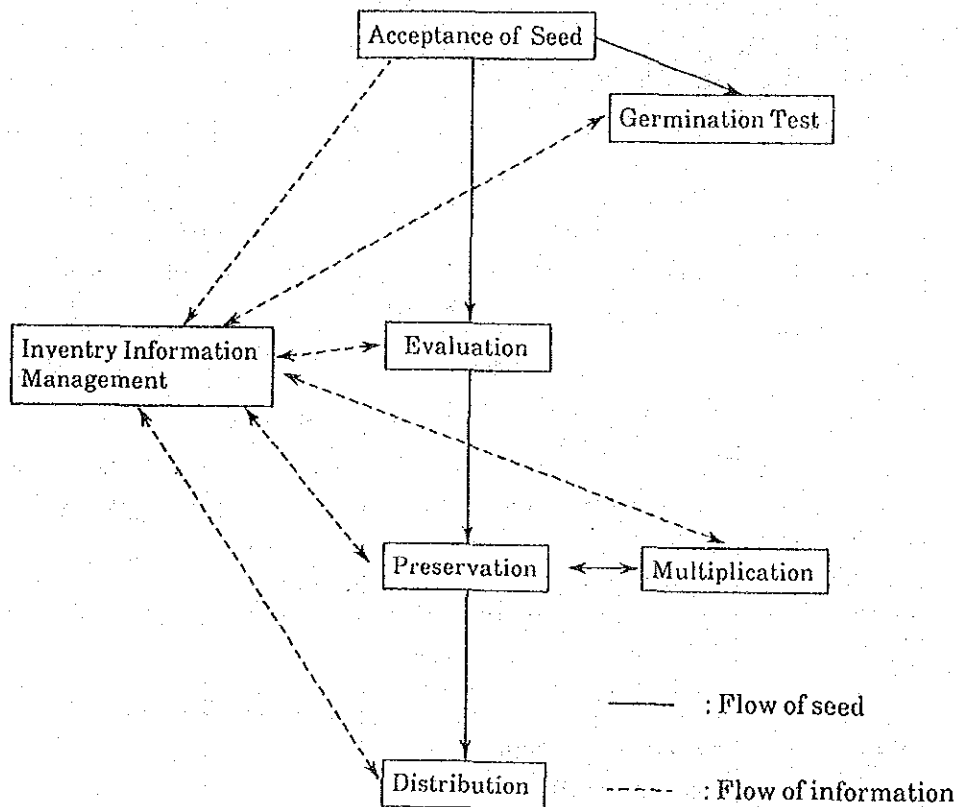 Acceptance of Seed
Germination Test
Inventry Information
Management
Evaluation
Preservation
Multiplication
: Flow of seed
Distribution
: Flow of information